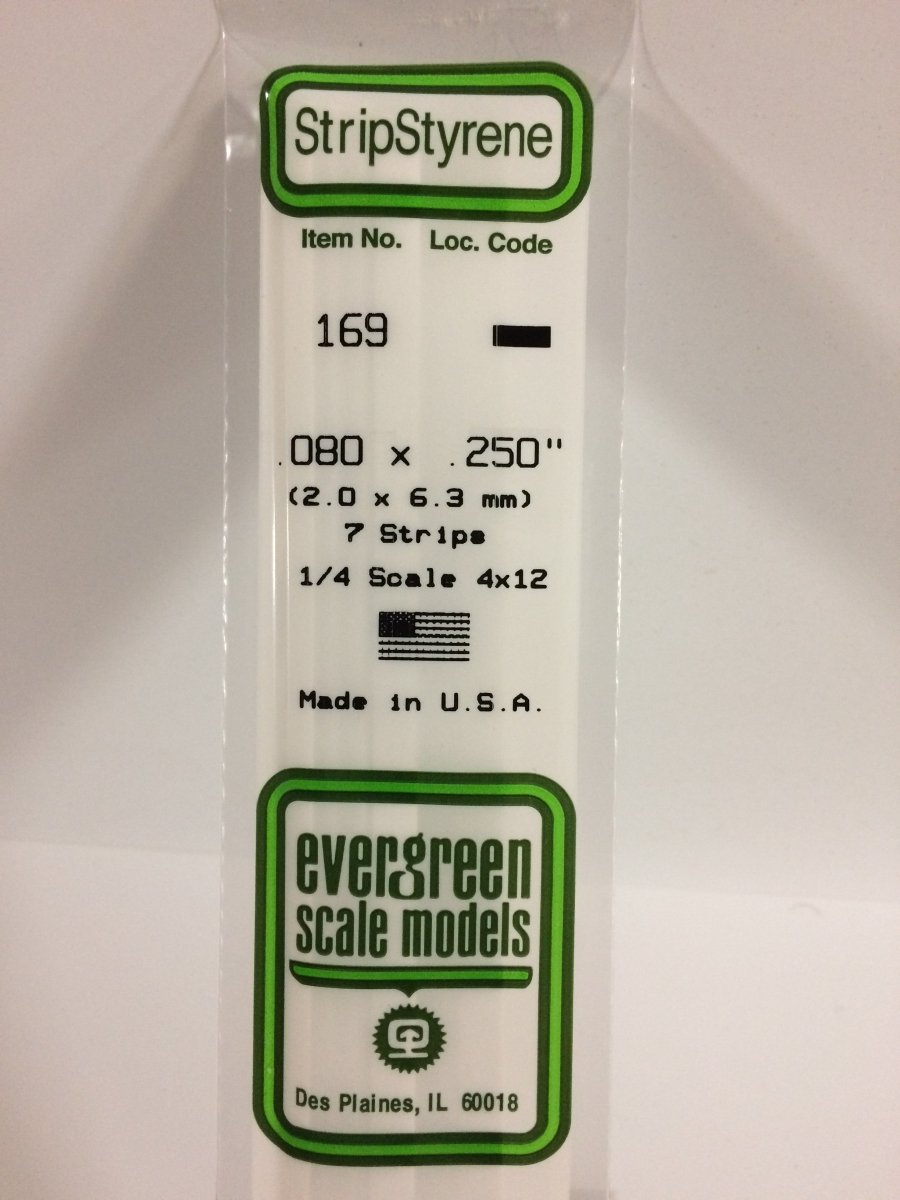 StripStyrene
Item No. Loc. Code
169
.080 x .250"
(2.0 x 6.3 mm)
7 Strips
1/4 Scale 4x12
Made in U.S.A.
evergreen
scale models
Des Plaines, IL 60018